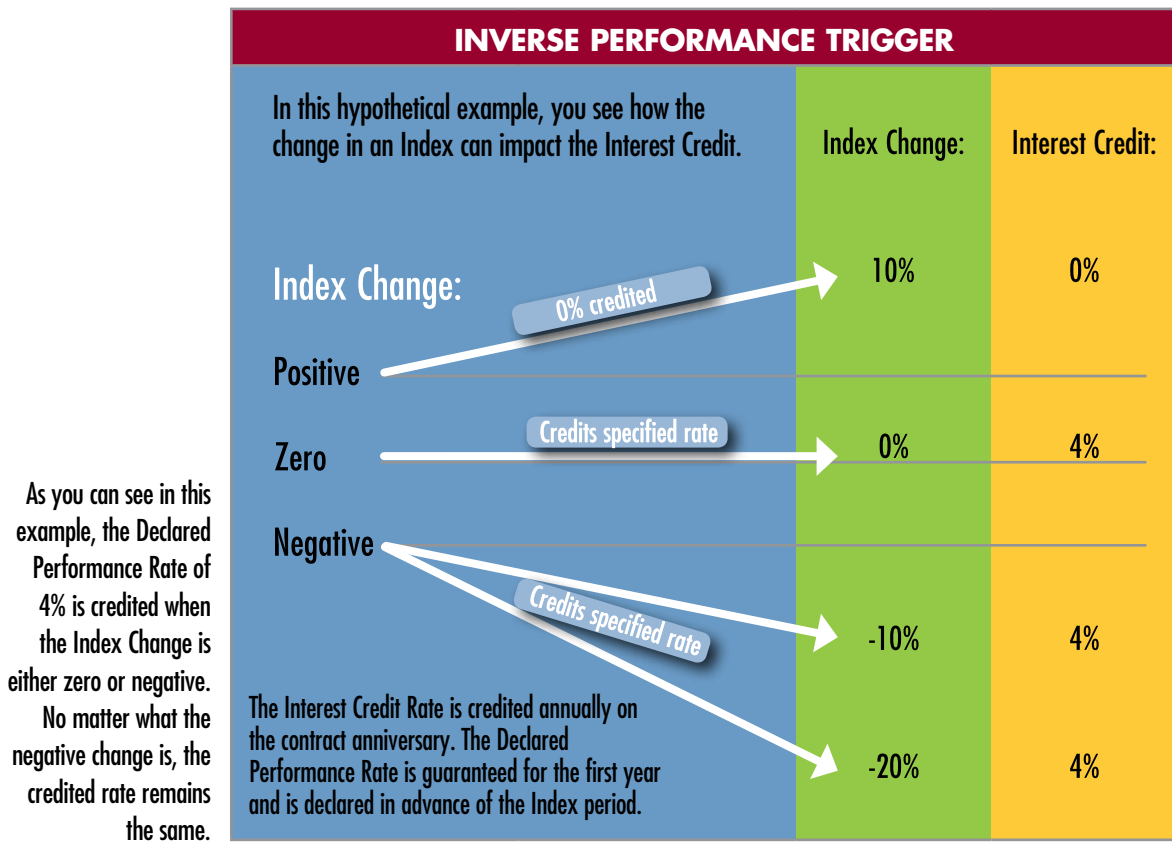 INVERSE PERFORMANCE TRIGGER
In this hypothetical example, you see how the
change in an Index can impact the Interest Credit.
Index Change:
Interest Credit:
Index Change:
0% credited
10%
0%
Positive
Credits specified rate
Zero
0%
4%
Negative
Credits specified rate
-10%
4%
-20%
4%
The Interest Credit Rate is credited annually on
the contract anniversary. The Declared
Performance Rate is guaranteed for the first year
and is declared in advance of the Index period.
As you can see in this
example, the Declared
Performance Rate of
4% is credited when
the Index Change is
either zero or negative.
No matter what the
negative change is, the
credited rate remains
the same.